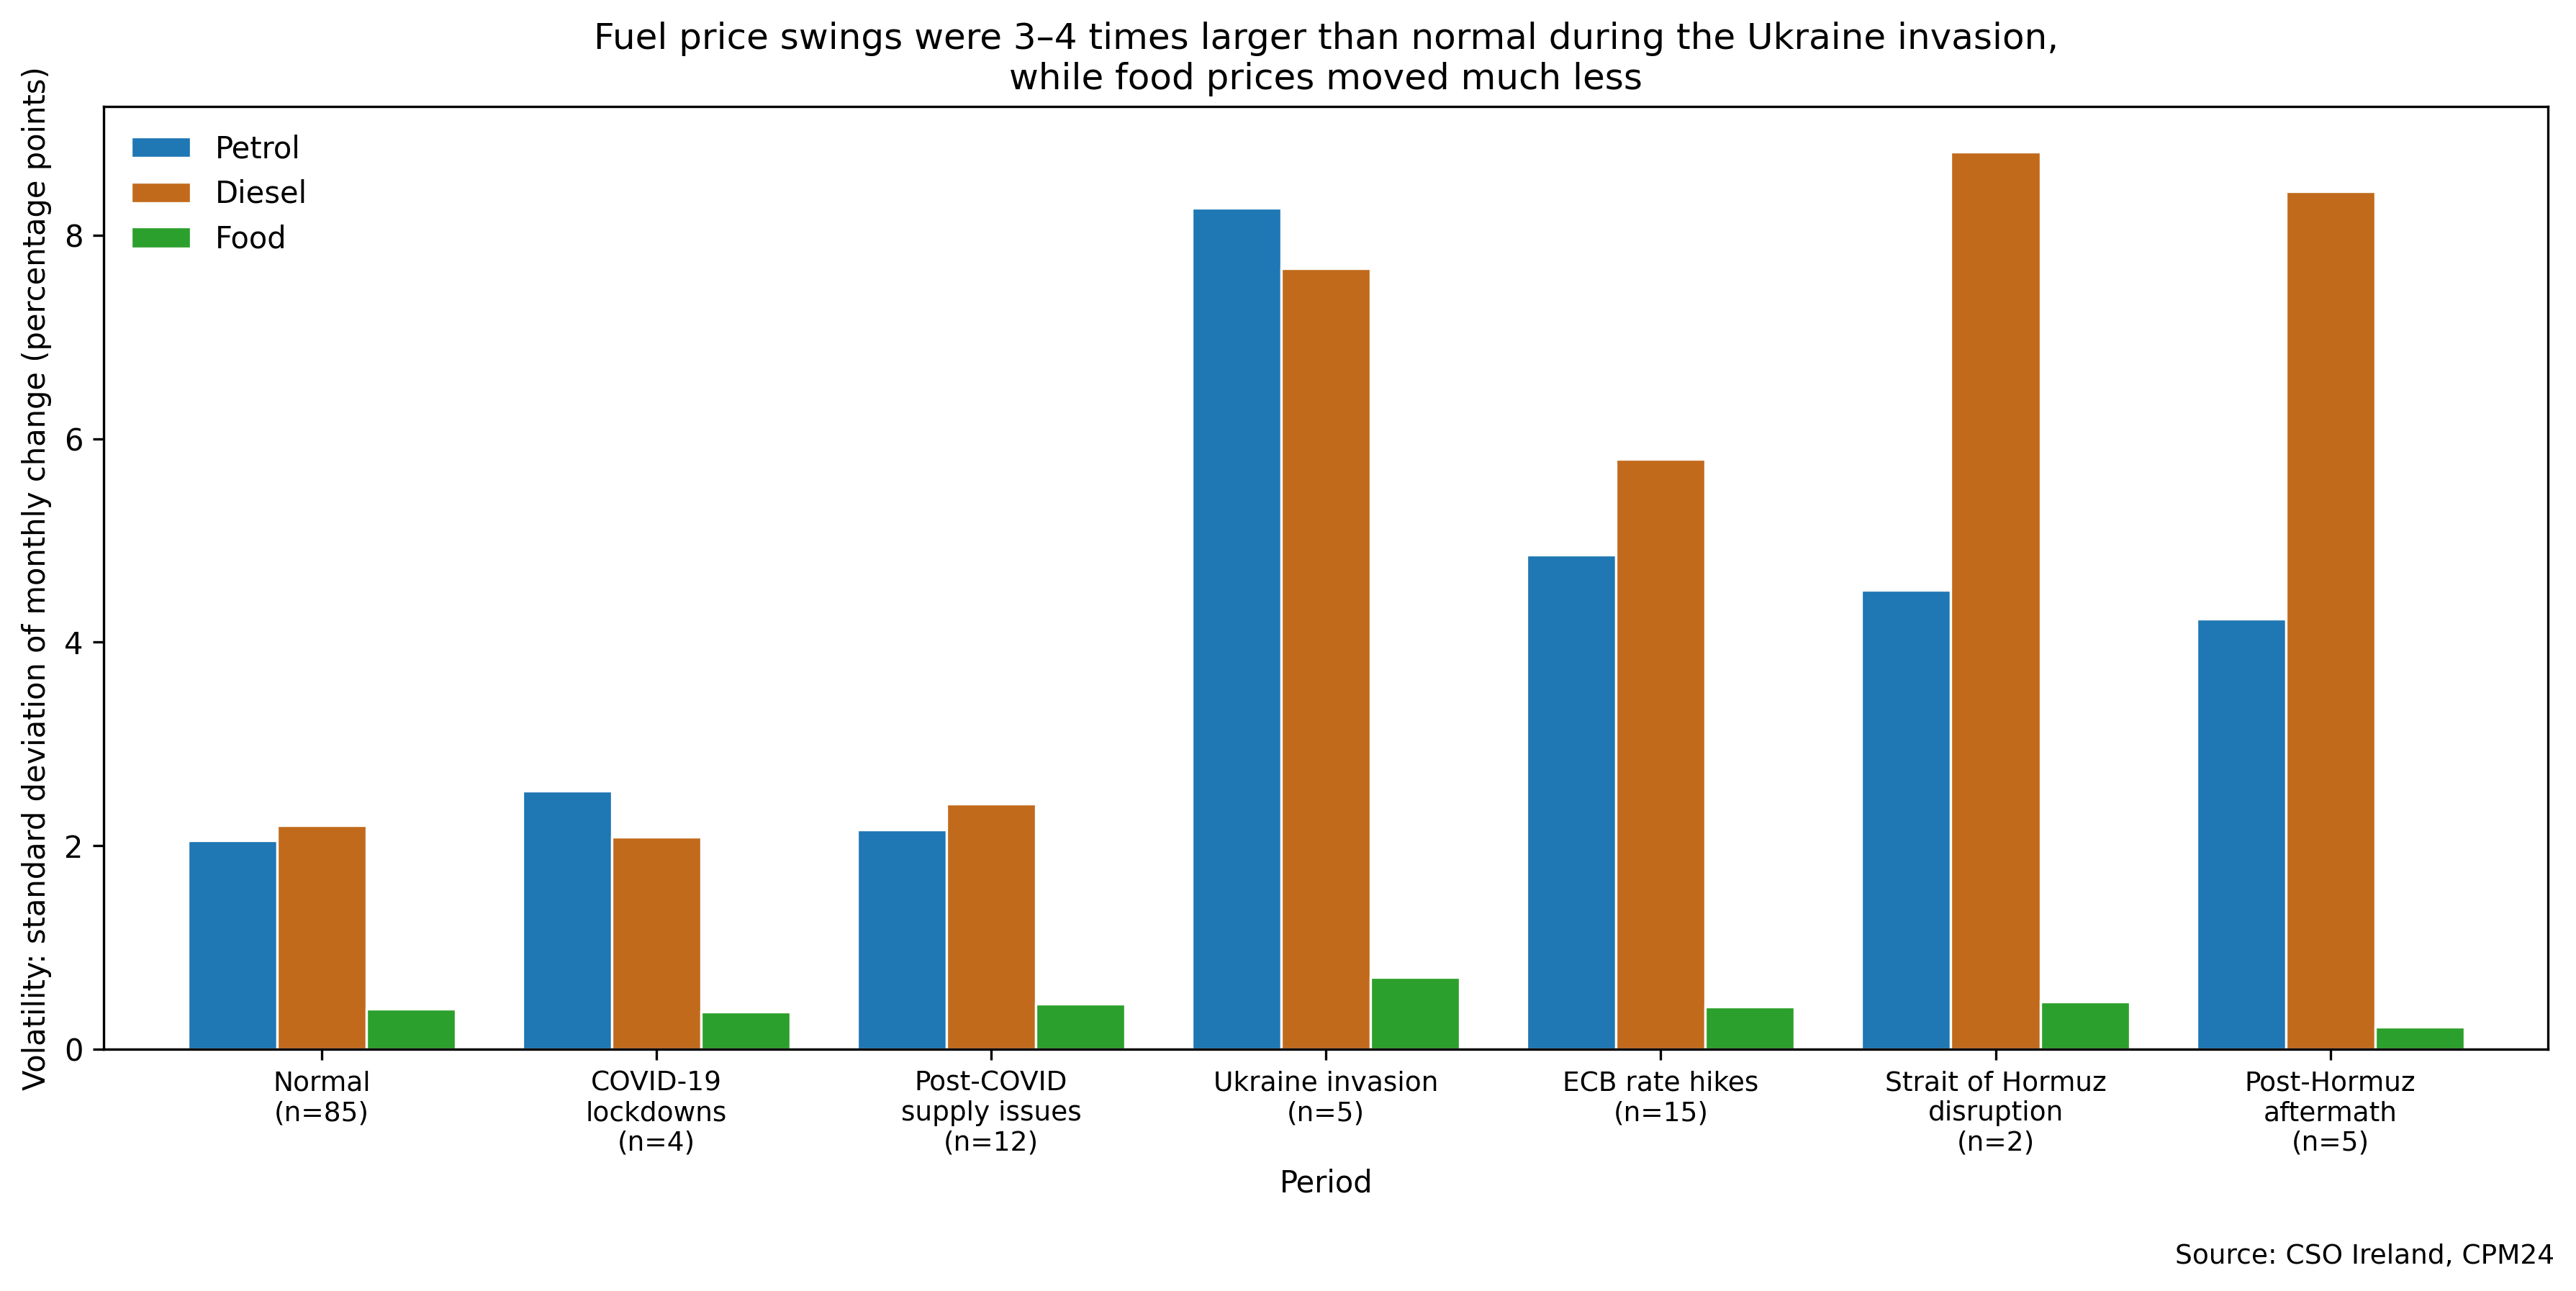 Fuel price swings were 3–4 times larger than normal during the Ukraine invasion,
while food prices moved much less
Volatility: standard deviation of monthly change (percentage points)
Petrol
Diesel
Food
8
6
4
2
0
Normal
(n=85)
COVID-19
lockdowns
(n=4)
Post-COVID
supply issues
(n=12)
Ukraine invasion
(n=5)
ECB rate hikes
(n=15)
Strait of Hormuz
disruption
(n=2)
Post-Hormuz
aftermath
(n=5)
Period
Source: CSO Ireland, CPM24